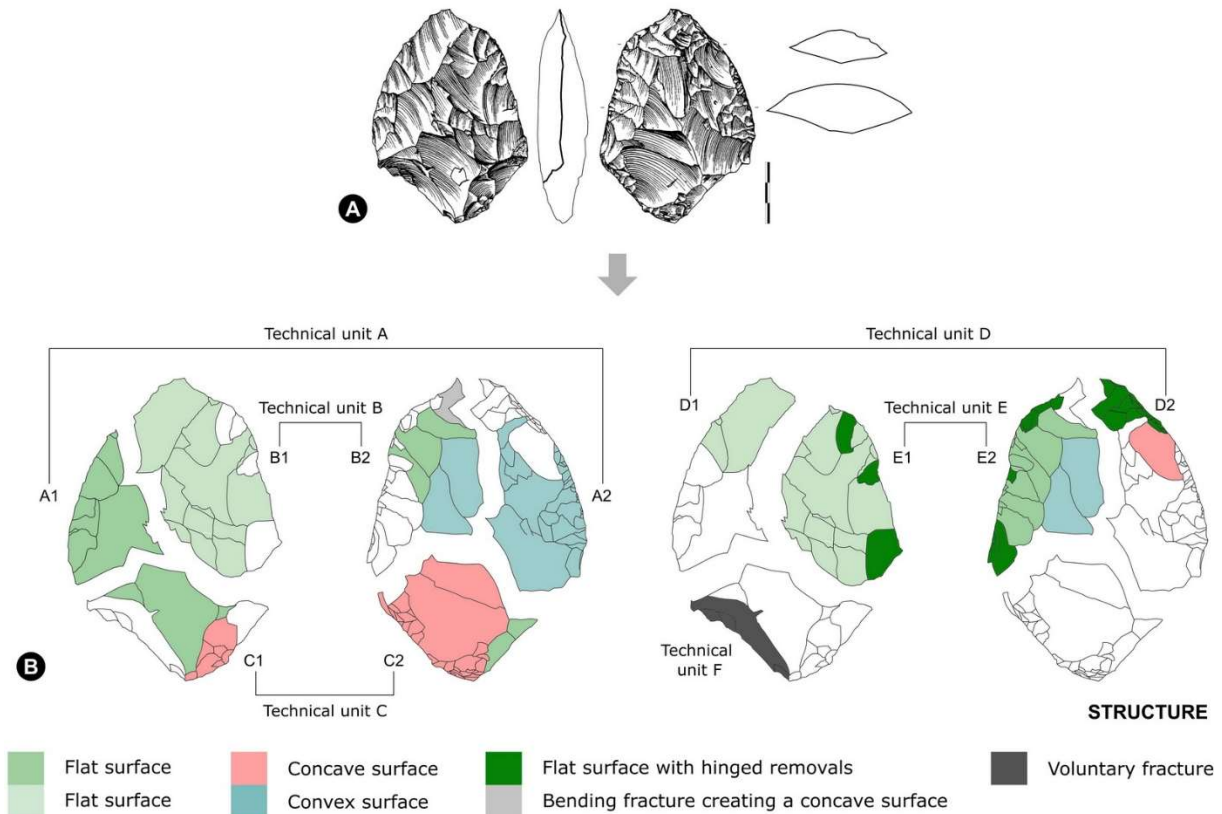 A
Technical unit A
Technical unit D
Technical unit B
Technical unit E
D1
D2
B1
B2
E1
E2
A1
A2
B
C1
C2
Technical
unit F
Technical unit C
STRUCTURE
Flat surface
Concave surface
Flat surface with hinged removals
Voluntary fracture
Flat surface
Convex surface
Bending fracture creating a concave surface